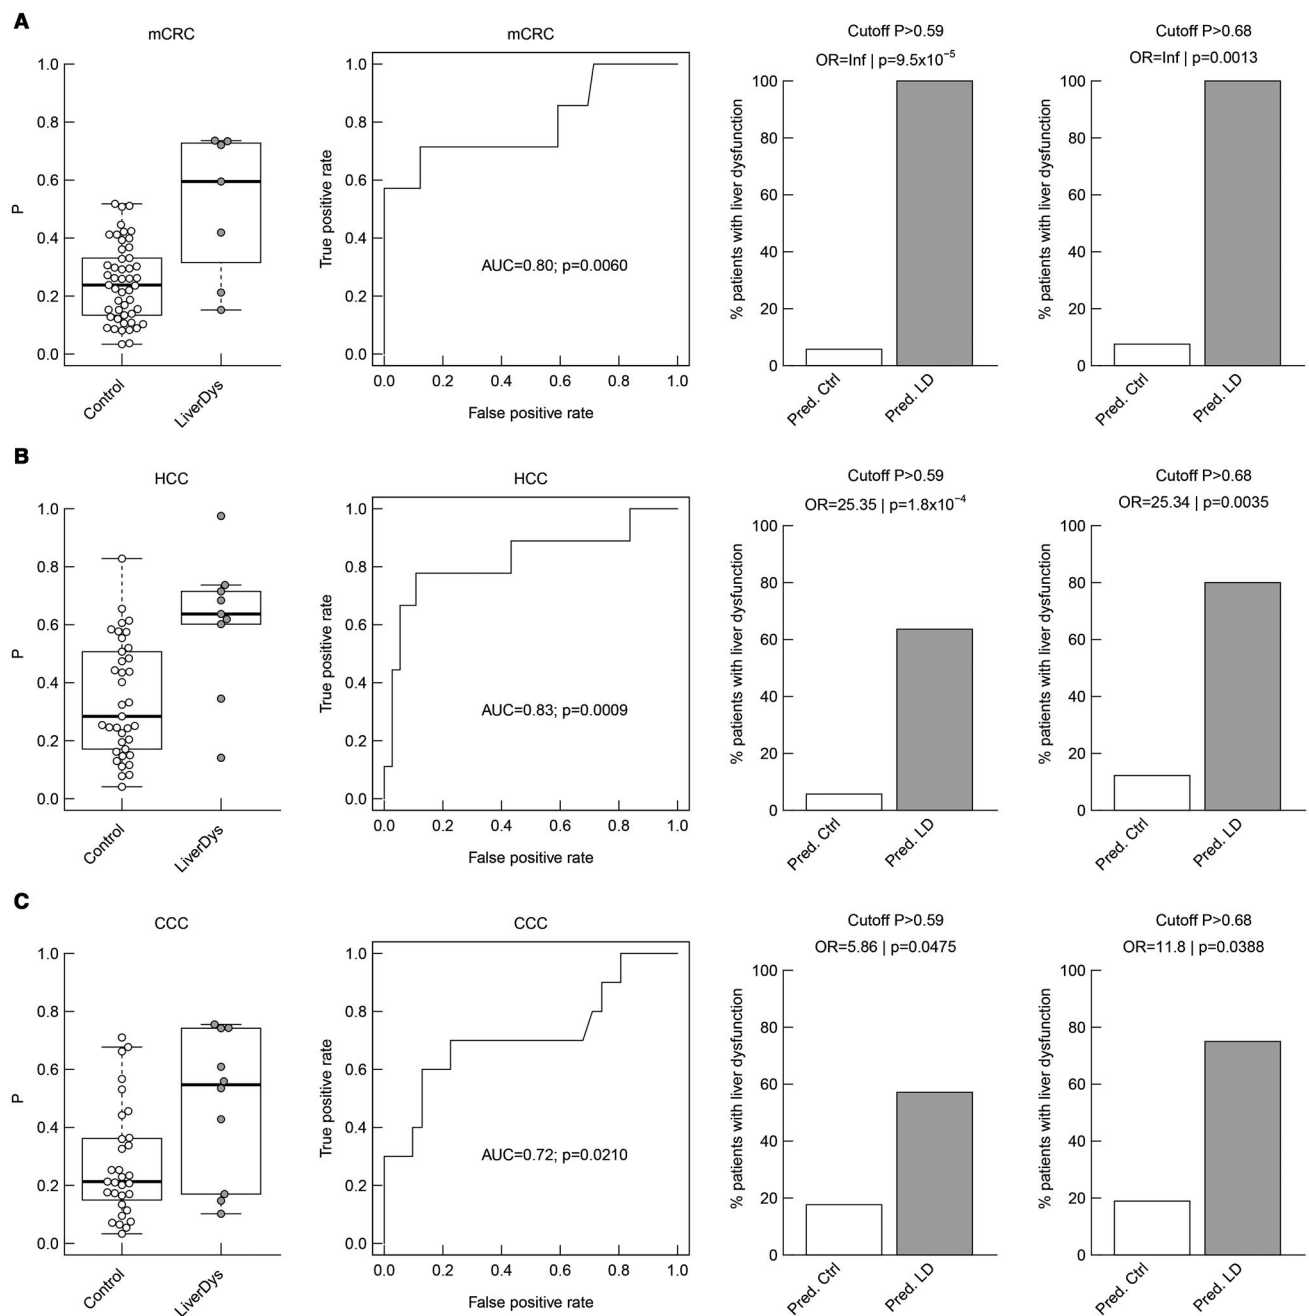 A
mCRC
P
1.0
0.8
0.6
0.4
0.2
0.0
Control
LiverDys
mCRC
True positive rate
1.0
0.8
0.6
0.4
0.2
0.0
AUC=0.80; p=0.0060
0.0 0.2 0.4 0.6 0.8 1.0
False positive rate
Cutoff P>0.59
OR=Inf | p=9.5x10⁻⁵
% patients with liver dysfunction
100
80
60
40
20
0
Pred. Ctrl
Pred. LD
Cutoff P>0.68
OR=Inf | p=0.0013
% patients with liver dysfunction
100
80
60
40
20
0
Pred. Ctrl
Pred. LD
B
HCC
P
1.0
0.8
0.6
0.4
0.2
0.0
Control
LiverDys
HCC
True positive rate
1.0
0.8
0.6
0.4
0.2
0.0
AUC=0.83; p=0.0009
0.0 0.2 0.4 0.6 0.8 1.0
False positive rate
Cutoff P>0.59
OR=25.35 | p=1.8x10⁻⁴
% patients with liver dysfunction
100
80
60
40
20
0
Pred. Ctrl
Pred. LD
Cutoff P>0.68
OR=25.34 | p=0.0035
% patients with liver dysfunction
100
80
60
40
20
0
Pred. Ctrl
Pred. LD
C
CCC
P
1.0
0.8
0.6
0.4
0.2
0.0
Control
LiverDys
CCC
True positive rate
1.0
0.8
0.6
0.4
0.2
0.0
AUC=0.72; p=0.0210
0.0 0.2 0.4 0.6 0.8 1.0
False positive rate
Cutoff P>0.59
OR=5.86 | p=0.0475
% patients with liver dysfunction
100
80
60
40
20
0
Pred. Ctrl
Pred. LD
Cutoff P>0.68
OR=11.8 | p=0.0388
% patients with liver dysfunction
100
80
60
40
20
0
Pred. Ctrl
Pred. LD